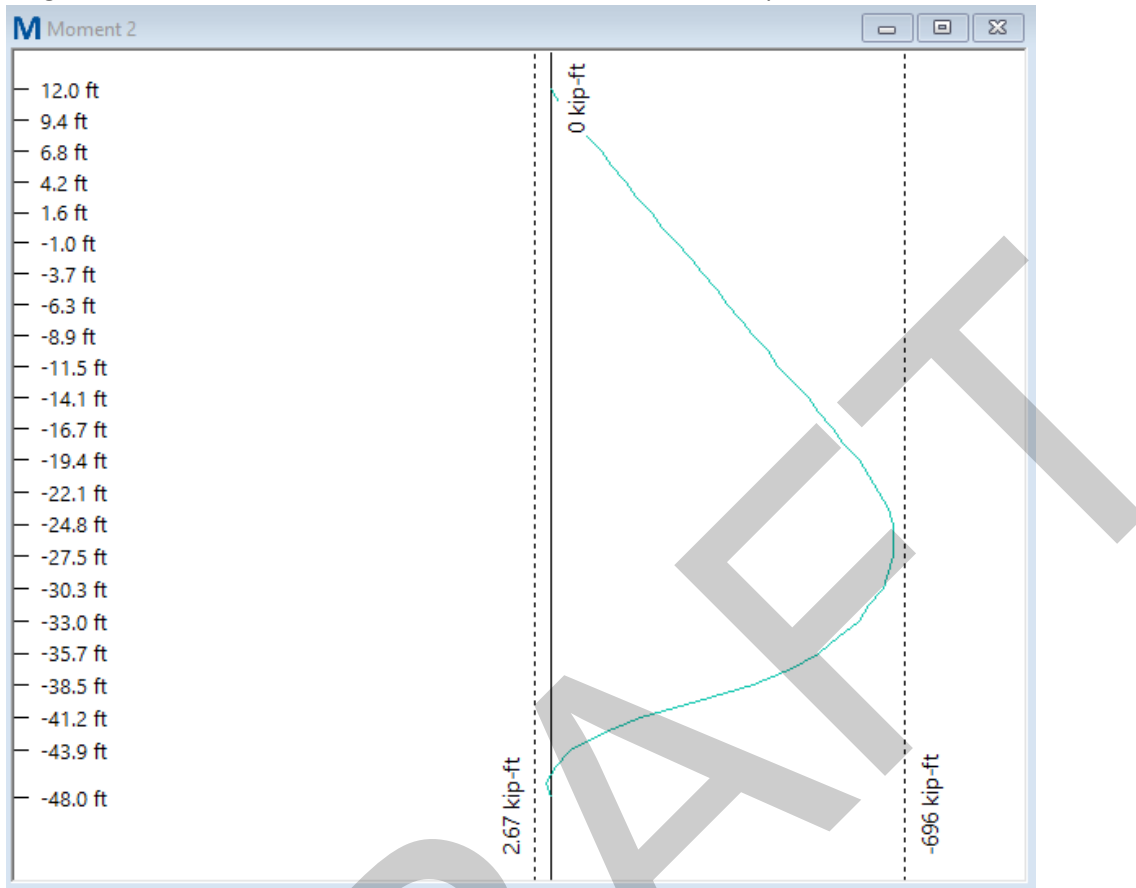 Moment 2
12.0 ft
0 kip-ft
9.4 ft
6.8 ft
4.2 ft
1.6 ft
-1.0 ft
-3.7 ft
-6.3 ft
-8.9 ft
-11.5 ft
-14.1 ft
-16.7 ft
-19.4 ft
-22.1 ft
-24.8 ft
-27.5 ft
-30.3 ft
-33.0 ft
-35.7 ft
-38.5 ft
-41.2 ft
-43.9 ft
-48.0 ft
2.67 kip-ft
-696 kip-ft
DRAFT